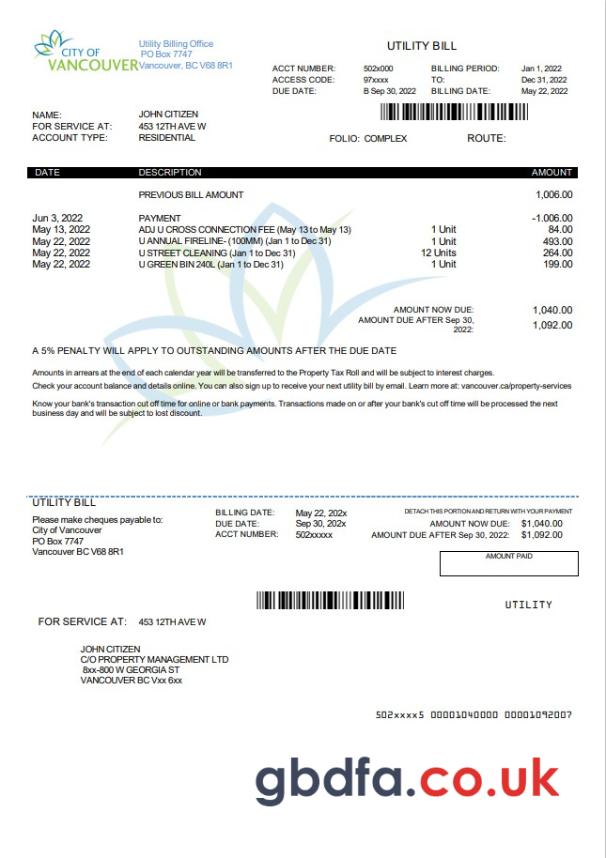 CITY OF
VANCOUVER
Utility Billing Office
PO Box 7747
Vancouver, BC V68 8R1
UTILITY BILL
ACCT NUMBER: 502x000 BILLING PERIOD: Jan 1, 2022
ACCESS CODE: 97xxxx TO: Dec 31, 2022
DUE DATE: B Sep 30, 2022 BILLING DATE: May 22, 2022
NAME: JOHN CITIZEN
FOR SERVICE AT: 453 12TH AVE W
ACCOUNT TYPE: RESIDENTIAL FOLIO: COMPLEX ROUTE:
DATE DESCRIPTION AMOUNT
PREVIOUS BILL AMOUNT 1,006.00
Jun 3, 2022 PAYMENT -1,006.00
May 13, 2022 ADJ U CROSS CONNECTION FEE (May 13 to May 13) 1 Unit 84.00
May 22, 2022 U ANNUAL FIRELINE- (100MM) (Jan 1 to Dec 31) 1 Unit 493.00
May 22, 2022 U STREET CLEANING (Jan 1 to Dec 31) 12 Units 264.00
May 22, 2022 U GREEN BIN 240L (Jan 1 to Dec 31) 1 Unit 199.00
AMOUNT NOW DUE: 1,040.00
AMOUNT DUE AFTER Sep 30, 2022: 1,092.00
A 5% PENALTY WILL APPLY TO OUTSTANDING AMOUNTS AFTER THE DUE DATE
Amounts in arrears at the end of each calendar year will be transferred to the Property Tax Roll and will be subject to interest charges.
Check your account balance and details online. You can also sign up to receive your next utility bill by email. Learn more at: vancouver.ca/property-services
Know your bank's transaction cut off time for online or bank payments. Transactions made on or after your bank's cut off time will be processed the next
business day and will be subject to lost discount.
UTILITY BILL
Please make cheques payable to:
City of Vancouver
PO Box 7747
Vancouver BC V68 8R1
BILLING DATE: May 22, 202x
DUE DATE: Sep 30, 202x
ACCT NUMBER: 502xxxxx
DETACH THIS PORTION AND RETURN WITH YOUR PAYMENT
AMOUNT NOW DUE: $1,040.00
AMOUNT DUE AFTER Sep 30, 2022: $1,092.00
AMOUNT PAID
UTILITY
FOR SERVICE AT: 453 12TH AVE W
JOHN CITIZEN
C/O PROPERTY MANAGEMENT LTD
8xx-800 W GEORGIA ST
VANCOUVER BC Vxx 6xx
502xxxx5 00001040000 00001092007
gbdfa.co.uk